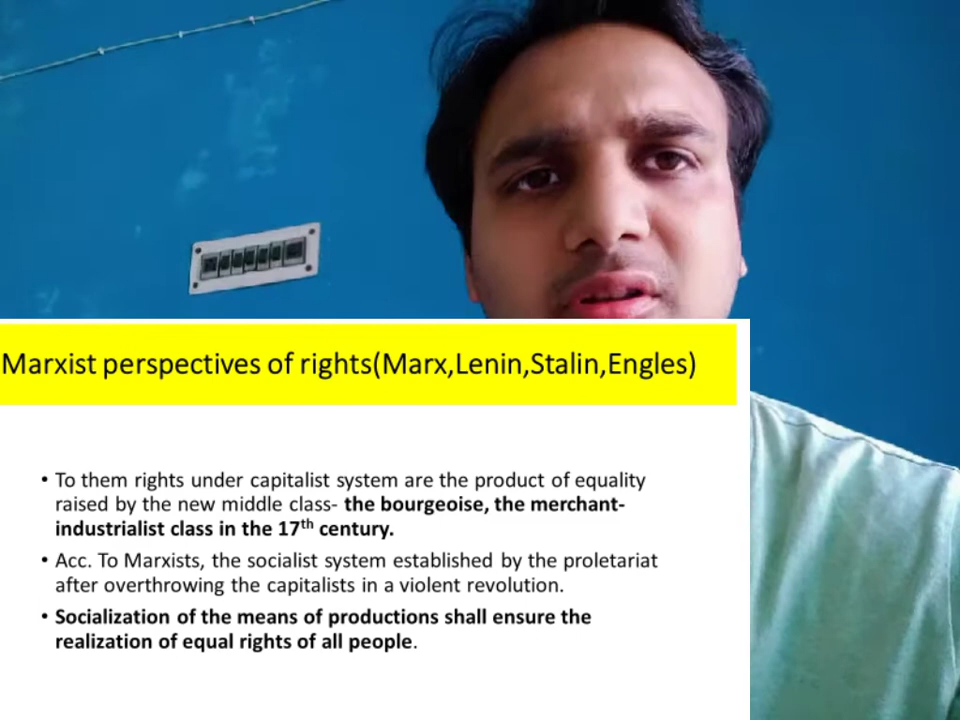 Marxist perspectives of rights(Marx,Lenin,Stalin,Engles)
• To them rights under capitalist system are the product of equality
raised by the new middle class- the bourgeoise, the merchant-
industrialist class in the 17th century.
• Acc. To Marxists, the socialist system established by the proletariat
after overthrowing the capitalists in a violent revolution.
• Socialization of the means of productions shall ensure the
realization of equal rights of all people.